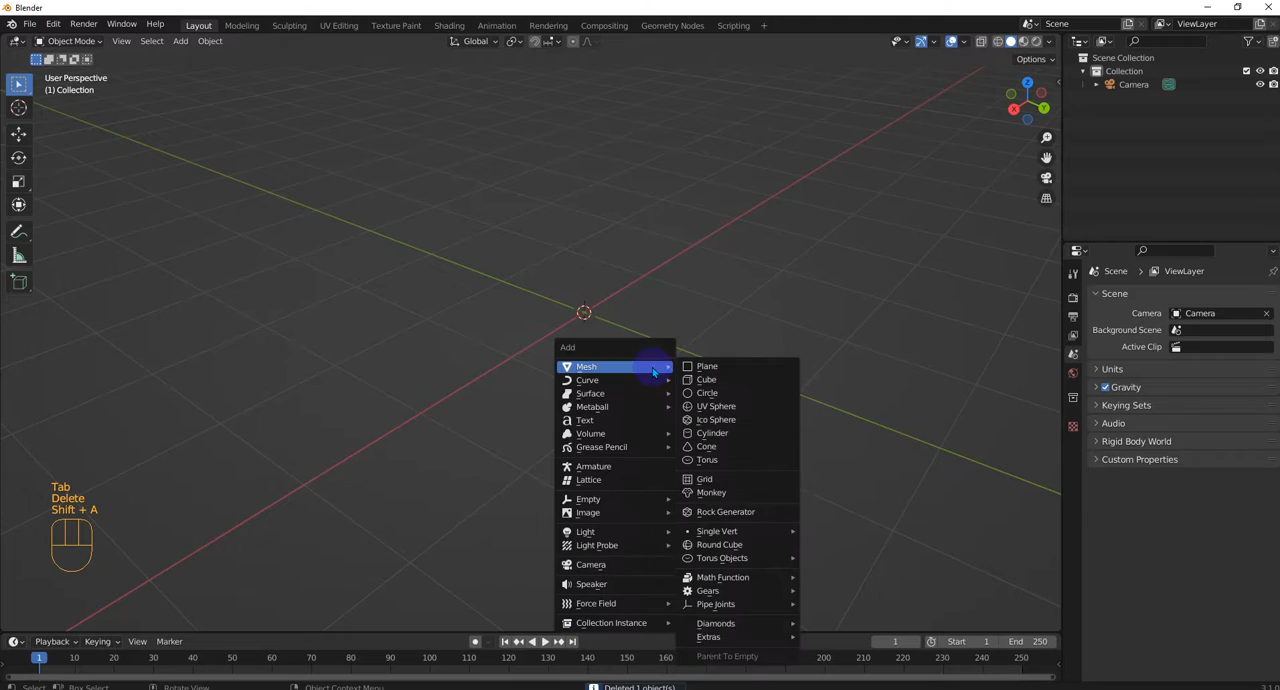 Blender
File Edit Render Window Help Layout Modeling Sculpting UV Editing Texture Paint Shading Animation Rendering Compositing Geometry Nodes Scripting + Scene ViewLayer
Object Mode View Select Add Object Global
Options
User Perspective
(1) Collection
Z
X
Y
Scene Collection
Collection
Camera
Scene ViewLayer
Scene
Camera Camera
Background Scene
Active Clip
Units
Gravity
Keying Sets
Audio
Rigid Body World
Custom Properties
Add
Mesh
Curve
Surface
Metaball
Text
Volume
Grease Pencil
Armature
Lattice
Empty
Image
Light
Light Probe
Camera
Speaker
Force Field
Collection Instance
Plane
Cube
Circle
UV Sphere
Ico Sphere
Cylinder
Cone
Torus
Grid
Monkey
Rock Generator
Single Vert
Round Cube
Torus Objects
Math Function
Gears
Pipe Joints
Diamonds
Extras
Parent To Empty
Tab
Delete
Shift + A
Playback Keying View Marker 1 Start 1 End 250
1 10 20 30 40 50 60 70 80 90 100 110 120 130 140 150 160 200 210 220 230 240 250
Select Box Select Rotate View Object Context Menu Deleted 1 object(s) 3.1.0